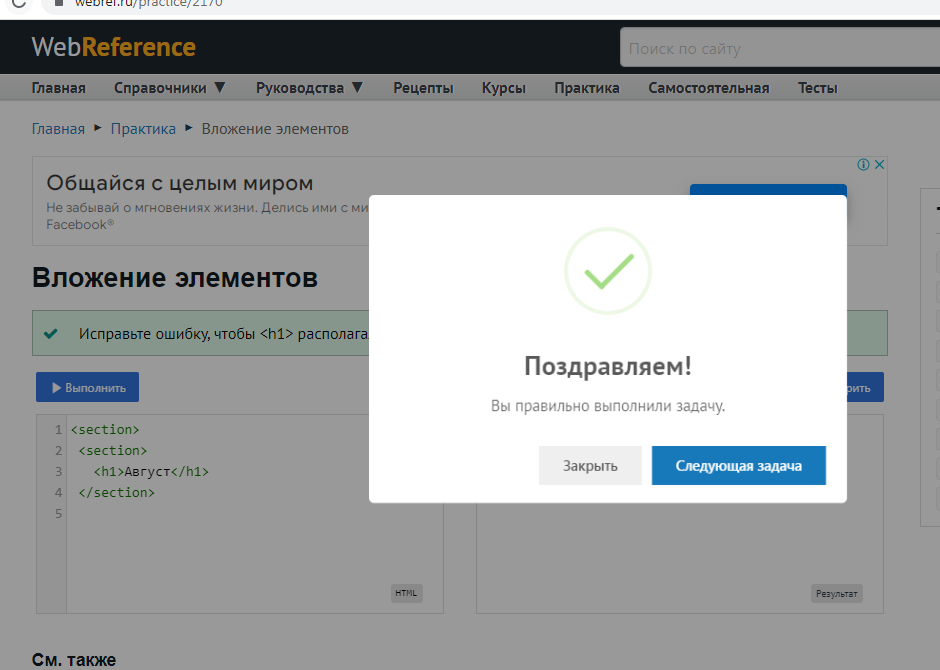 webref.ru/practice/2170
WebReference
Поиск по сайту
Главная Справочники ▼ Руководства ▼ Рецепты Курсы Практика Самостоятельная Тесты
Главная ► Практика ► Вложение элементов
Общайся с целым миром
Не забывай о мгновениях жизни. Делись ими с ми
Facebook®
Вложение элементов
Исправьте ошибку, чтобы <h1> располага
Выполнить
рить
1 <section>
2 <section>
3 <h1>Август</h1>
4 </section>
5
HTML
Результат
Поздравляем!
Вы правильно выполнили задачу.
Закрыть
Следующая задача
См. также